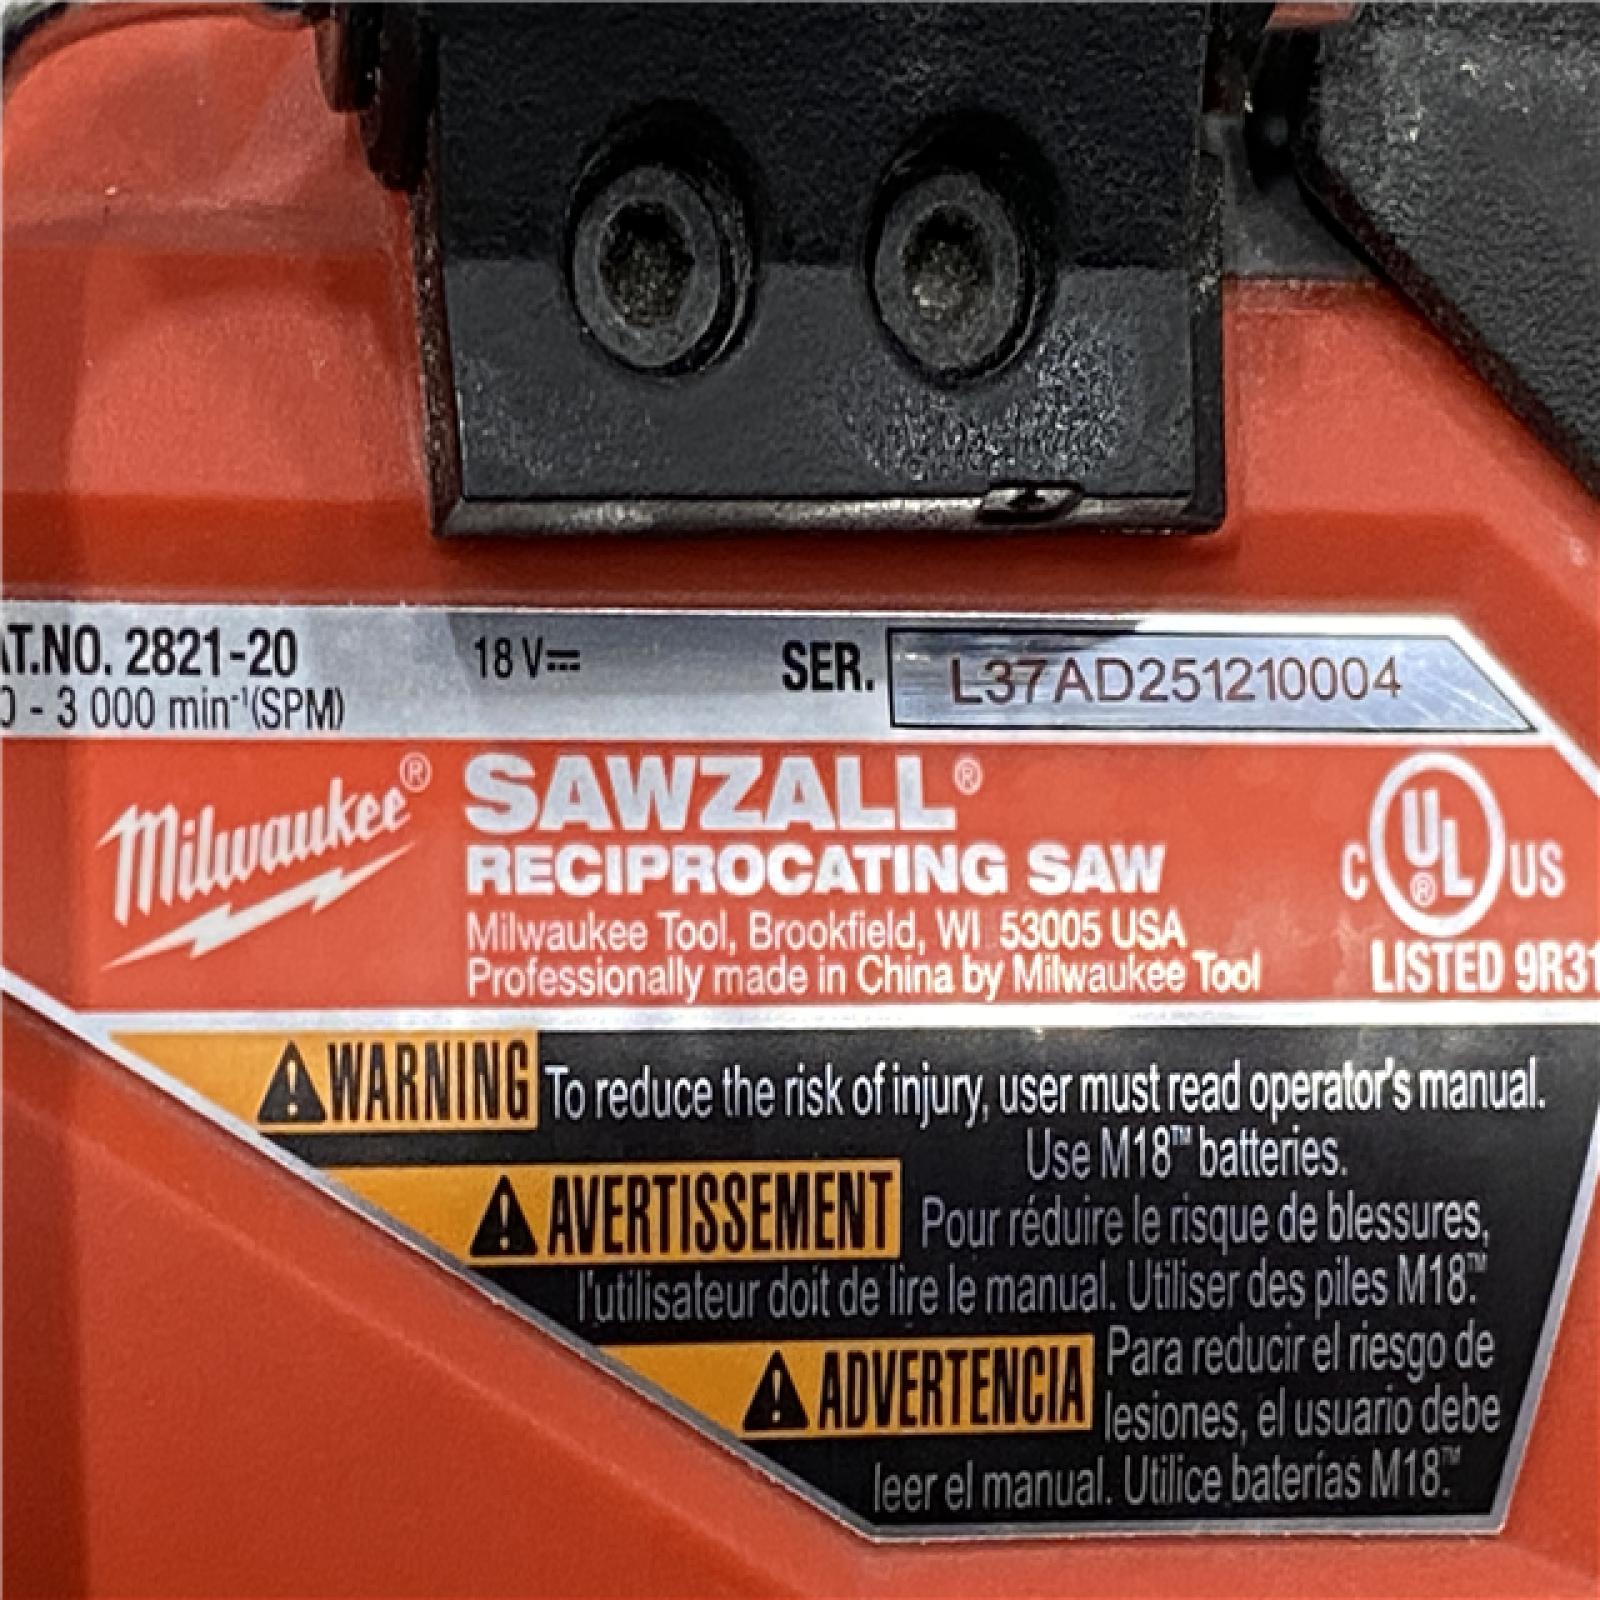 AT.NO. 2821-20 18 V⎓ SER. L37AD251210004
0 - 3 000 min⁻¹(SPM)
Milwaukee® SAWZALL®
RECIPROCATING SAW
Milwaukee Tool, Brookfield, WI 53005 USA
Professionally made in China by Milwaukee Tool
C UL® US
LISTED 9R31
WARNING To reduce the risk of injury, user must read operator's manual.
Use M18™ batteries.
AVERTISSEMENT Pour réduire le risque de blessures,
l'utilisateur doit de lire le manual. Utiliser des piles M18™.
ADVERTENCIA Para reducir el riesgo de
lesiones, el usuario debe
leer el manual. Utilice baterías M18™.